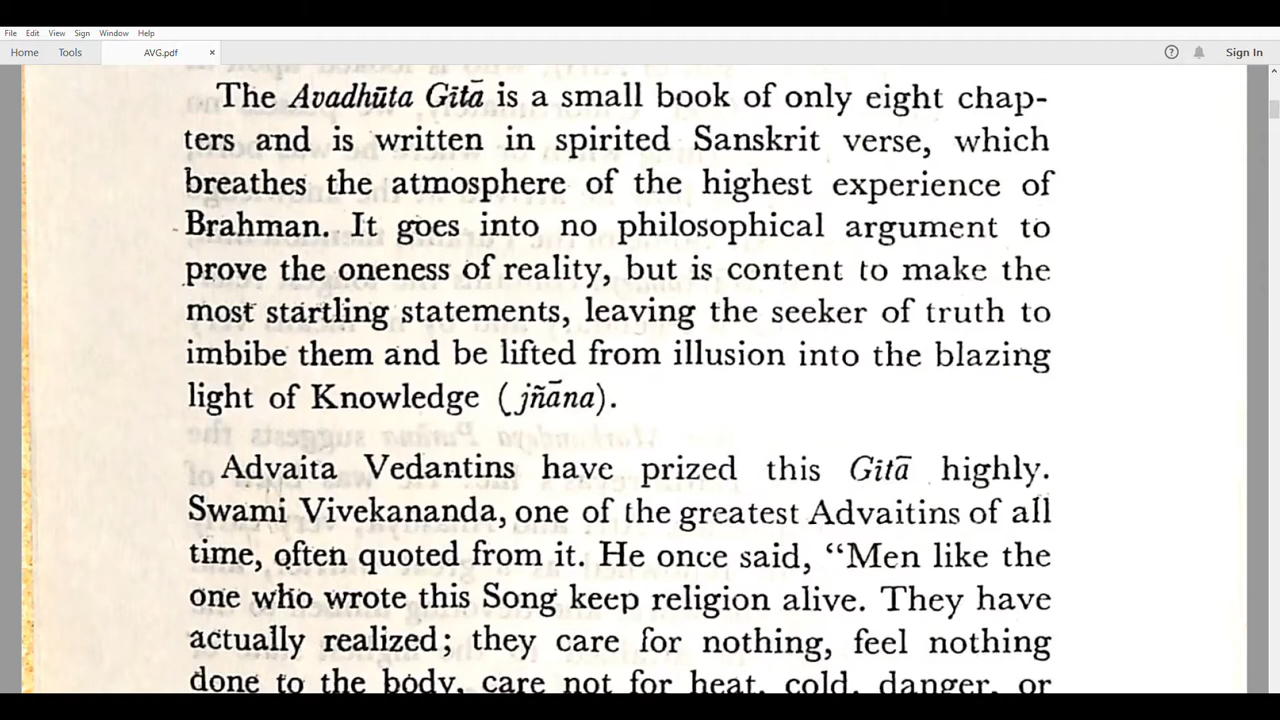 File Edit View Sign Window Help
Home Tools AVG.pdf × ? Sign In
The Avadhūta Gītā is a small book of only eight chap-
ters and is written in spirited Sanskrit verse, which
breathes the atmosphere of the highest experience of
Brahman. It goes into no philosophical argument to
prove the oneness of reality, but is content to make the
most startling statements, leaving the seeker of truth to
imbibe them and be lifted from illusion into the blazing
light of Knowledge (jñāna).
Advaita Vedantins have prized this Gītā highly.
Swami Vivekananda, one of the greatest Advaitins of all
time, often quoted from it. He once said, “Men like the
one who wrote this Song keep religion alive. They have
actually realized; they care for nothing, feel nothing
done to the body, care not for heat, cold, danger, or